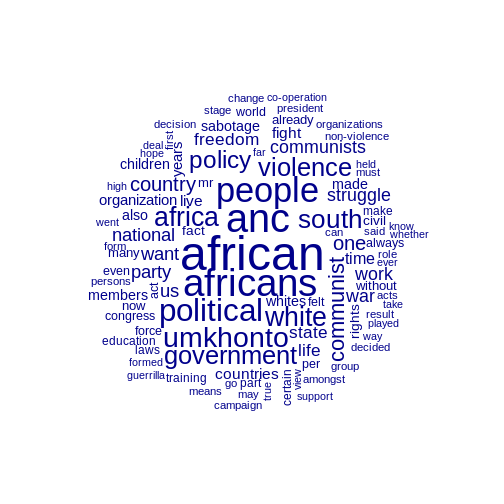 change co-operation
stage world president
decision sabotage already organizations
first freedom fight non-violence
deal hope years policy far communists
children violence held must
high country mr people made struggle
organization live make
went also africa anc south civil know
national fact can said whether
form many want african one always
even party africans time role ever
persons us communist work without
members act whites felt war acts take
now political white rights result
congress umkhonto state played
force way
education government life decided
laws
formed countries per group
guerrilla training go part true certain view amongst
means may support
campaign